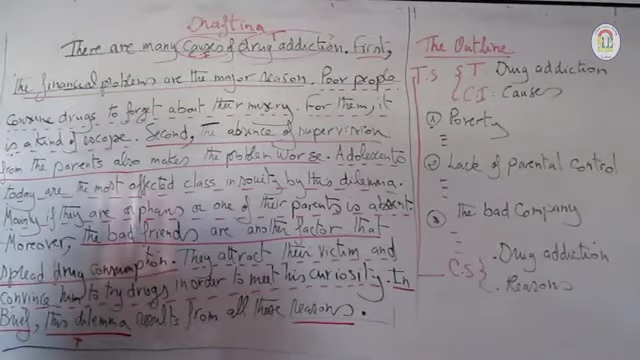 Drafting
There are many causes of drug addiction. First,
the financial problems are the major reason. Poor people
consume drugs to forget about their misery. For them, it
is a kind of escape. Second, the absence of supervision
from the parents also makes the problem worse. Adolescents
today are the most affected class in souity by this dilemma.
Mainly if they are orphans or one of their parents is absent.
Moreover, the bad friends are another factor that
spread drug consumption. They attract their victim and
convince him to try drugs in order to meet his curiosity. In
Brief, this dilemma results from all these reasons.
T
The Outline
T.S { T: Drug addiction
C.I: Causes
① Poverty
② Lack of parental control
③ The bad Company
C.S } . Drug addiction
. Reasons